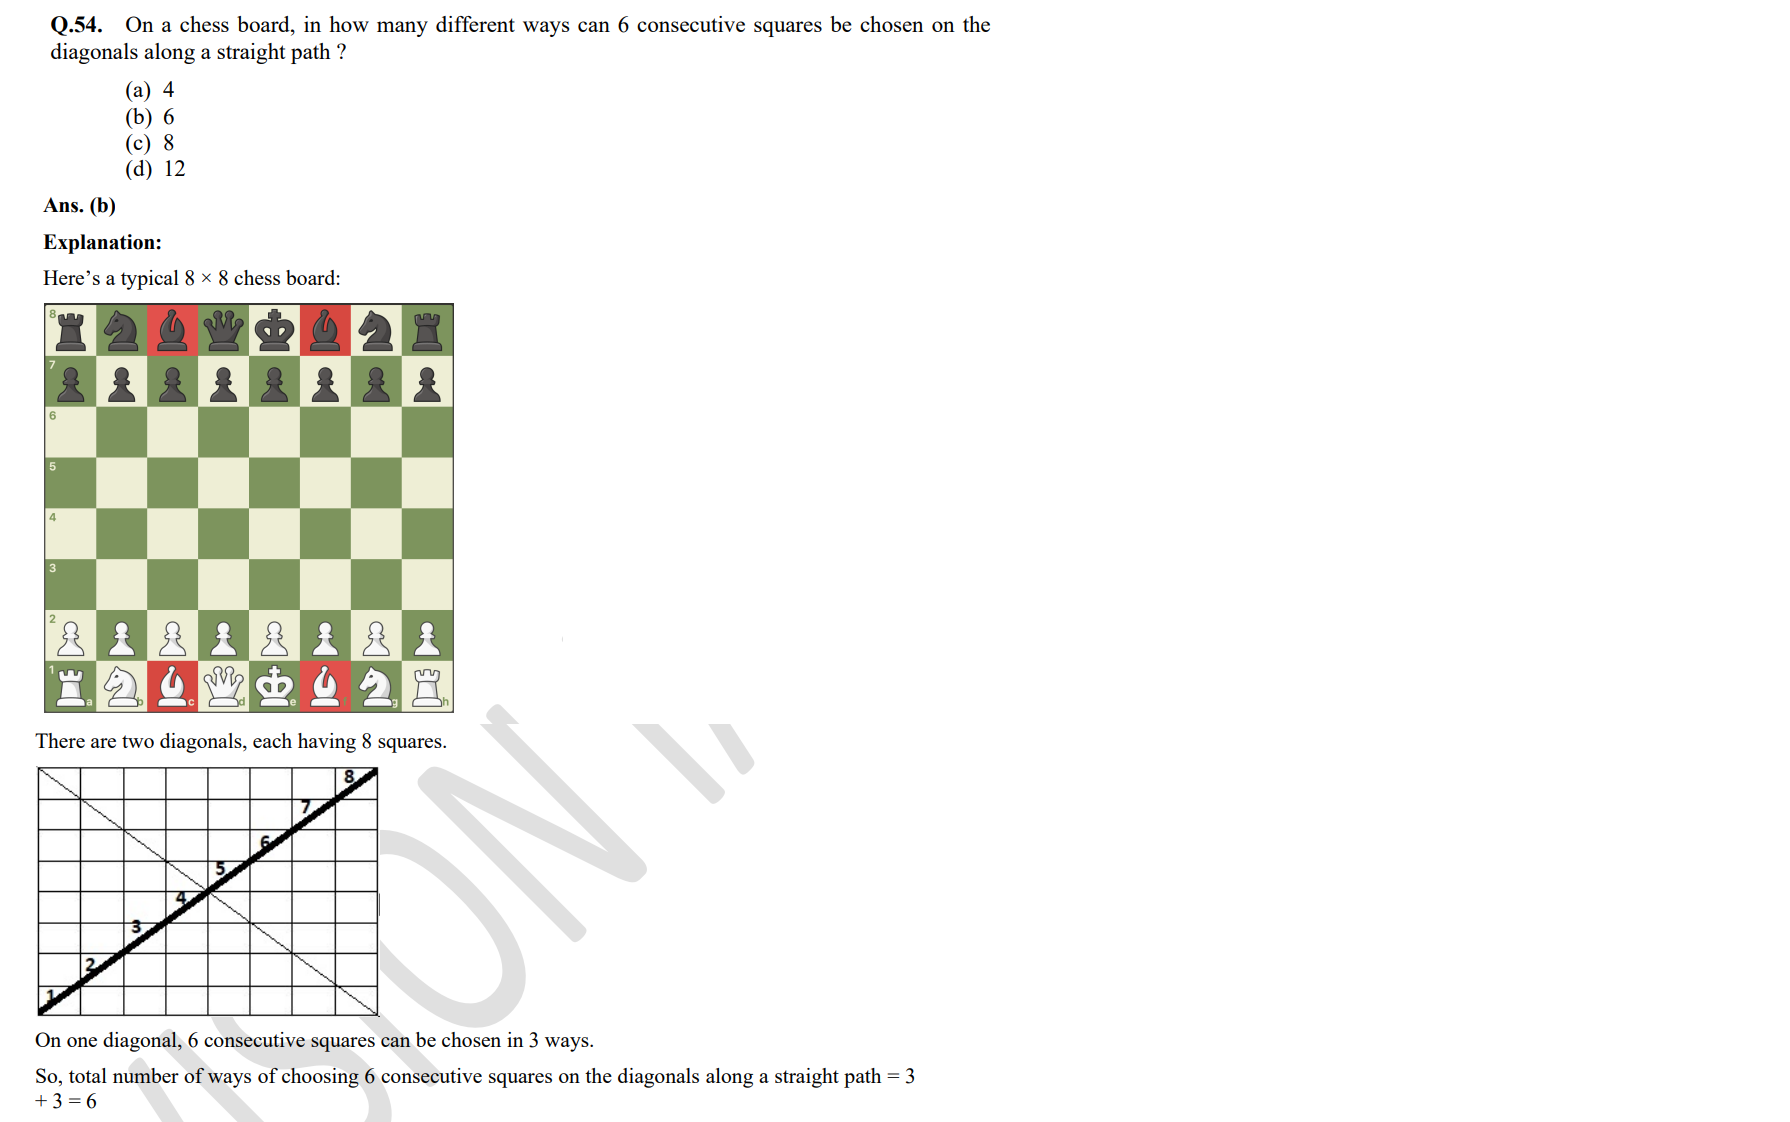 Q.54. On a chess board, in how many different ways can 6 consecutive squares be chosen on the
diagonals along a straight path ?
(a) 4
(b) 6
(c) 8
(d) 12
Ans. (b)
Explanation:
Here’s a typical 8 × 8 chess board:
8
7
6
5
4
3
2
1
a b c d e g h
There are two diagonals, each having 8 squares.
8
7
6
5
4
3
2
1
On one diagonal, 6 consecutive squares can be chosen in 3 ways.
So, total number of ways of choosing 6 consecutive squares on the diagonals along a straight path = 3
+ 3 = 6